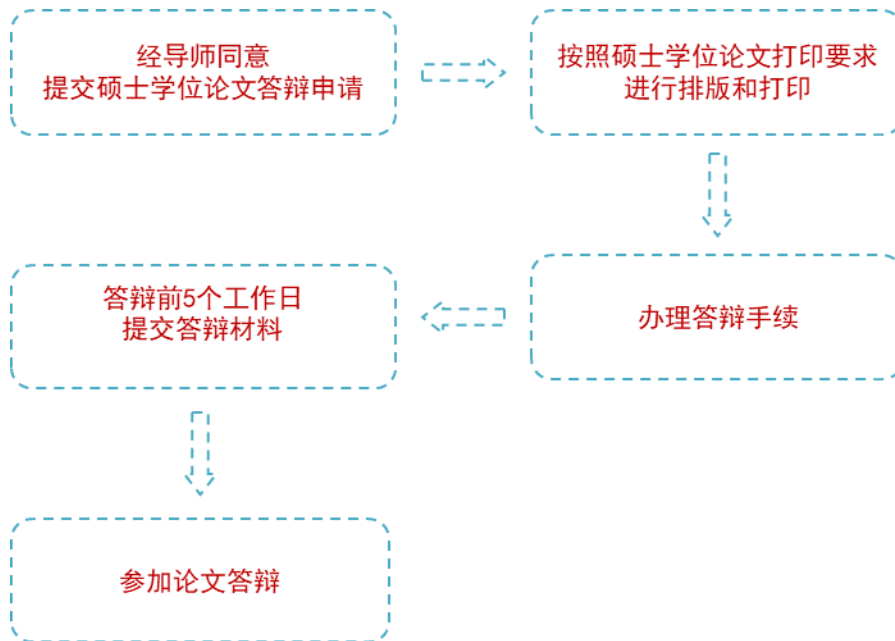 经导师同意
提交硕士学位论文答辩申请
按照硕士学位论文打印要求
进行排版和打印
办理答辩手续
答辩前5个工作日
提交答辩材料
参加论文答辩